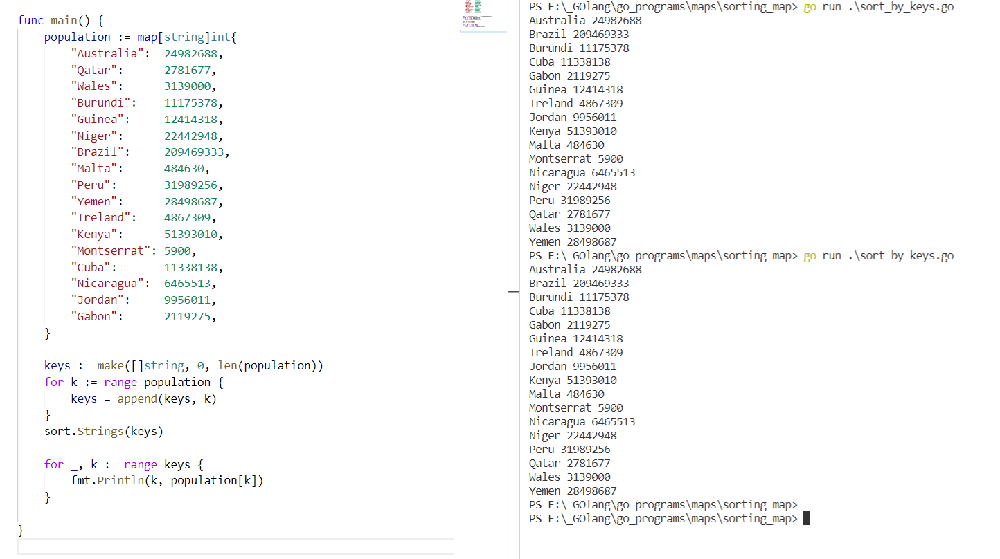 func main() {
    population := map[string]int{
        "Australia":  24982688,
        "Qatar":      2781677,
        "Wales":      3139000,
        "Burundi":    11175378,
        "Guinea":     12414318,
        "Niger":      22442948,
        "Brazil":     209469333,
        "Malta":      484630,
        "Peru":       31989256,
        "Yemen":      28498687,
        "Ireland":    4867309,
        "Kenya":      51393010,
        "Montserrat": 5900,
        "Cuba":       11338138,
        "Nicaragua":  6465513,
        "Jordan":     9956011,
        "Gabon":      2119275,
    }
    keys := make([]string, 0, len(population))
    for k := range population {
        keys = append(keys, k)
    }
    sort.Strings(keys)
    for _, k := range keys {
        fmt.Println(k, population[k])
    }
}
PS E:\_GOlang\go_programs\maps\sorting_map> go run .\sort_by_keys.go
Australia 24982688
Brazil 209469333
Burundi 11175378
Cuba 11338138
Gabon 2119275
Guinea 12414318
Ireland 4867309
Jordan 9956011
Kenya 51393010
Malta 484630
Montserrat 5900
Nicaragua 6465513
Niger 22442948
Peru 31989256
Qatar 2781677
Wales 3139000
Yemen 28498687
PS E:\_GOlang\go_programs\maps\sorting_map> go run .\sort_by_keys.go
Australia 24982688
Brazil 209469333
Burundi 11175378
Cuba 11338138
Gabon 2119275
Guinea 12414318
Ireland 4867309
Jordan 9956011
Kenya 51393010
Malta 484630
Montserrat 5900
Nicaragua 6465513
Niger 22442948
Peru 31989256
Qatar 2781677
Wales 3139000
Yemen 28498687
PS E:\_GOlang\go_programs\maps\sorting_map>
PS E:\_GOlang\go_programs\maps\sorting_map>